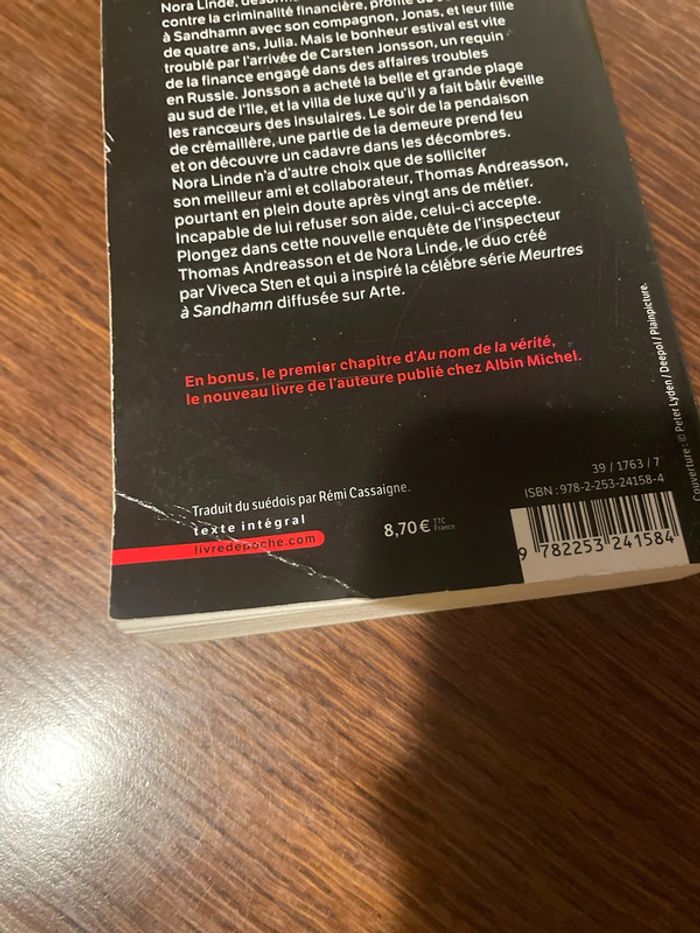 Nora Linde,
contre la criminalité financière, profite
à Sandhamn avec son compagnon, Jonas, et leur fille
de quatre ans, Julia. Mais le bonheur estival est vite
troublé par l'arrivée de Carsten Jonsson, un requin
de la finance engagé dans des affaires troubles
en Russie. Jonsson a acheté la belle et grande plage
au sud de l'île, et la villa de luxe qu'il y a fait bâtir éveille
les rancœurs des insulaires. Le soir de la pendaison
de crémaillère, une partie de la demeure prend feu
et on découvre un cadavre dans les décombres.
Nora Linde n'a d'autre choix que de solliciter
son meilleur ami et collaborateur, Thomas Andreasson,
pourtant en plein doute après vingt ans de métier.
Incapable de lui refuser son aide, celui-ci accepte.
Plongez dans cette nouvelle enquête de l'inspecteur
Thomas Andreasson et de Nora Linde, le duo créé
par Viveca Sten et qui a inspiré la célèbre série Meurtres
à Sandhamn diffusée sur Arte.
En bonus, le premier chapitre d'Au nom de la vérité,
le nouveau livre de l'auteure publié chez Albin Michel.
Traduit du suédois par Rémi Cassaigne.
texte intégral
livredepoche.com
8,70 € TTC
France
39 / 1763 / 7
ISBN : 978-2-253-24158-4
9 782253 241584
: © Peter Lyden / Deepol / Plainpicture.